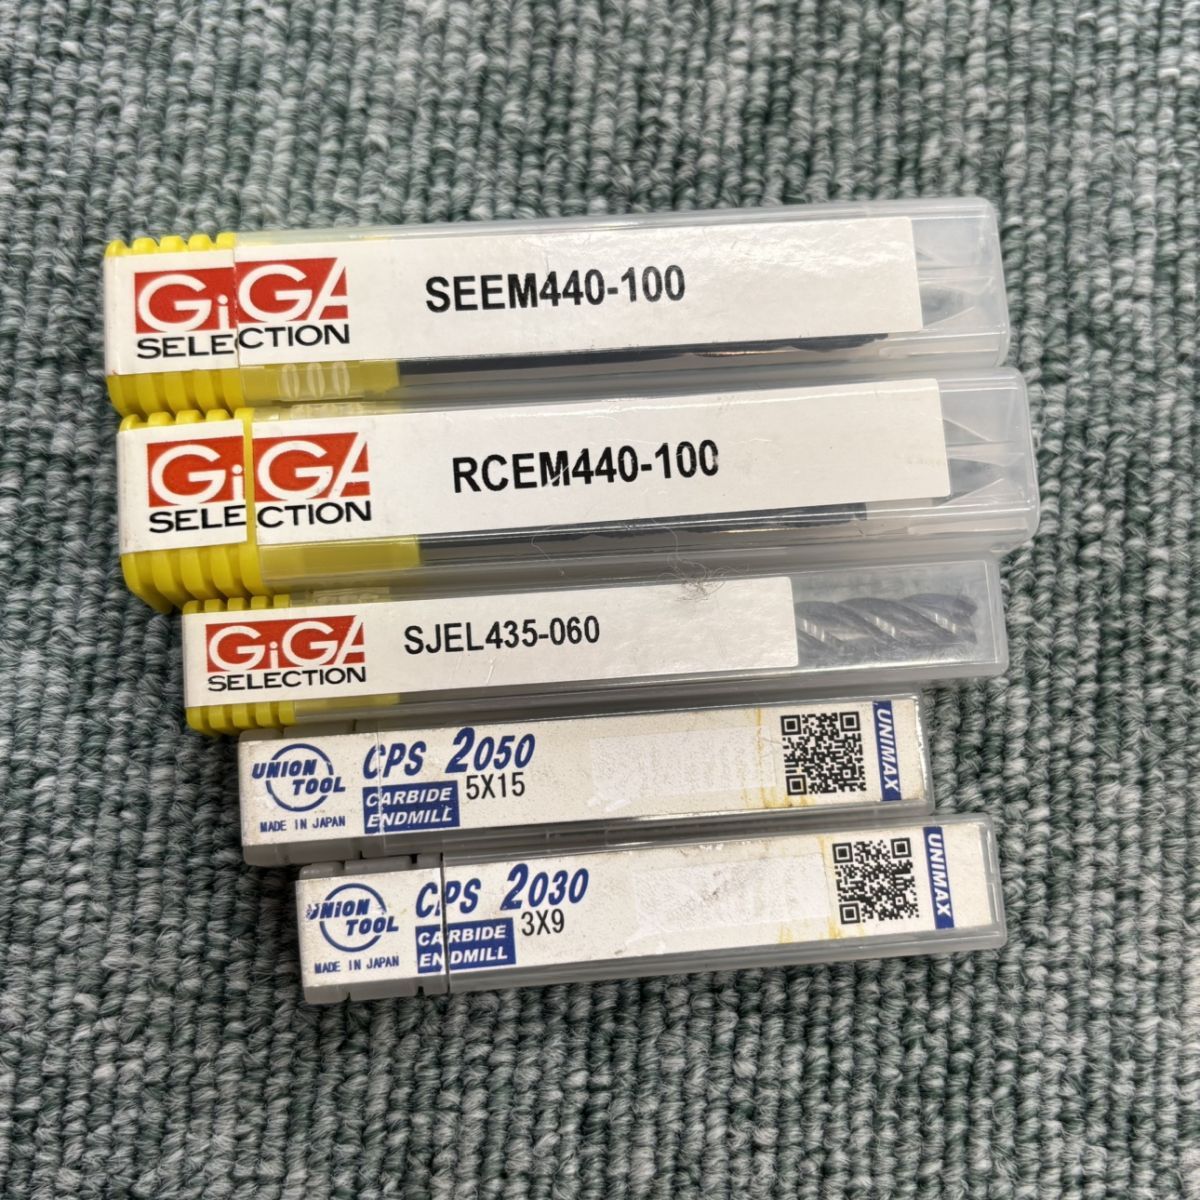 GiGA
SELECTION
SEEM440-100
000
GiGA
SELECTION
RCEM440-100
GiGA
SELECTION
SJEL435-060
UNION
TOOL
MADE IN JAPAN
CPS 2050
CARBIDE
ENDMILL
5X15
UNIMAX
UNION
TOOL
MADE IN JAPAN
CPS 2030
CARBIDE
ENDMILL
3X9
UNIMAX